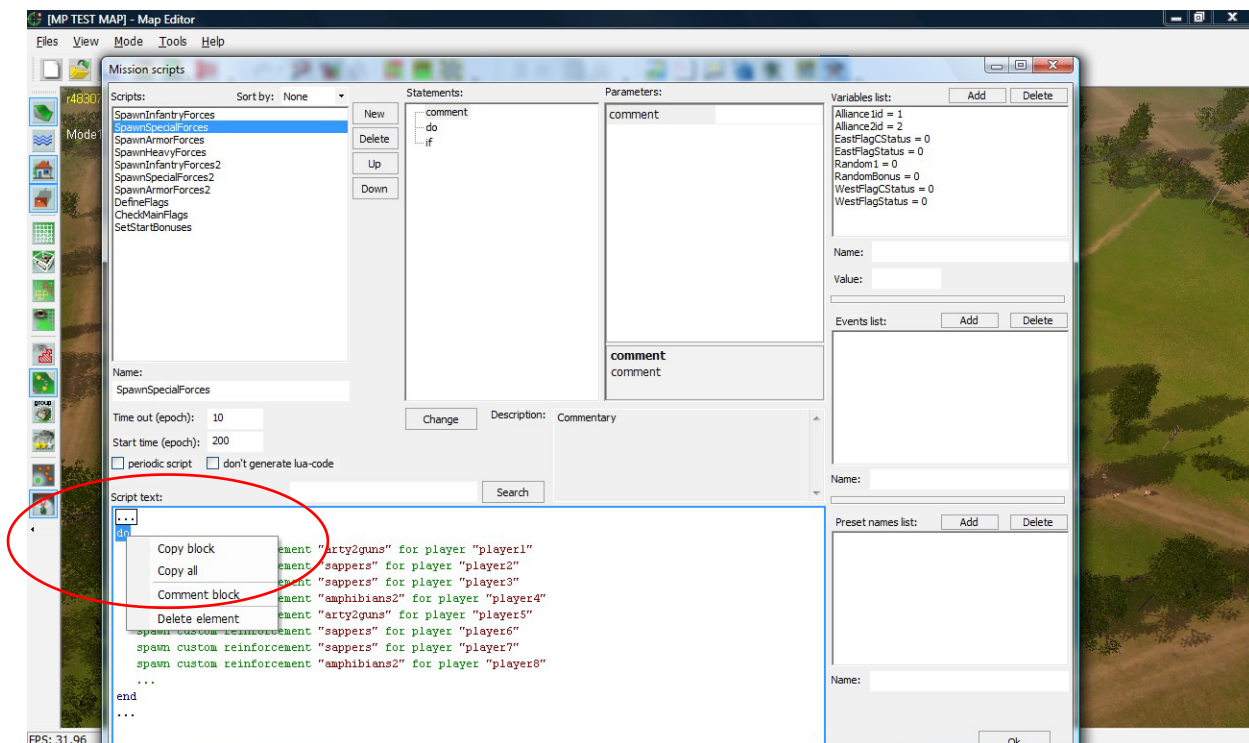 [MP TEST MAP] - Map Editor
Files View Mode Tools Help
Mission scripts
r48307
Mode1
Scripts: Sort by: None
SpawnInfantryForces
SpawnSpecialForces
SpawnArmorForces
SpawnHeavyForces
SpawnInfantryForces2
SpawnSpecialForces2
SpawnArmorForces2
DefineFlags
CheckMainFlags
SetStartBonuses
New
Delete
Up
Down
Statements:
comment
do
if
Parameters:
comment
comment
comment
Variables list: Add Delete
Alliance1id = 1
Alliance2id = 2
EastFlagCStatus = 0
EastFlagStatus = 0
Random1 = 0
RandomBonus = 0
WestFlagCStatus = 0
WestFlagStatus = 0
Name:
Value:
Events list: Add Delete
Name:
Preset names list: Add Delete
Name:
Ok
group
Name:
SpawnSpecialForces
Time out (epoch): 10
Start time (epoch): 200
periodic script don't generate lua-code
Change Description: Commentary
Script text: Search
...
do
Copy block
Copy all
Comment block
Delete element
ement "arty2guns" for player "player1"
ement "sappers" for player "player2"
ement "sappers" for player "player3"
ement "amphibians2" for player "player4"
ement "arty2guns" for player "player5"
spawn custom reinforcement "sappers" for player "player6"
spawn custom reinforcement "sappers" for player "player7"
spawn custom reinforcement "amphibians2" for player "player8"
...
end
...
FPS: 31.96